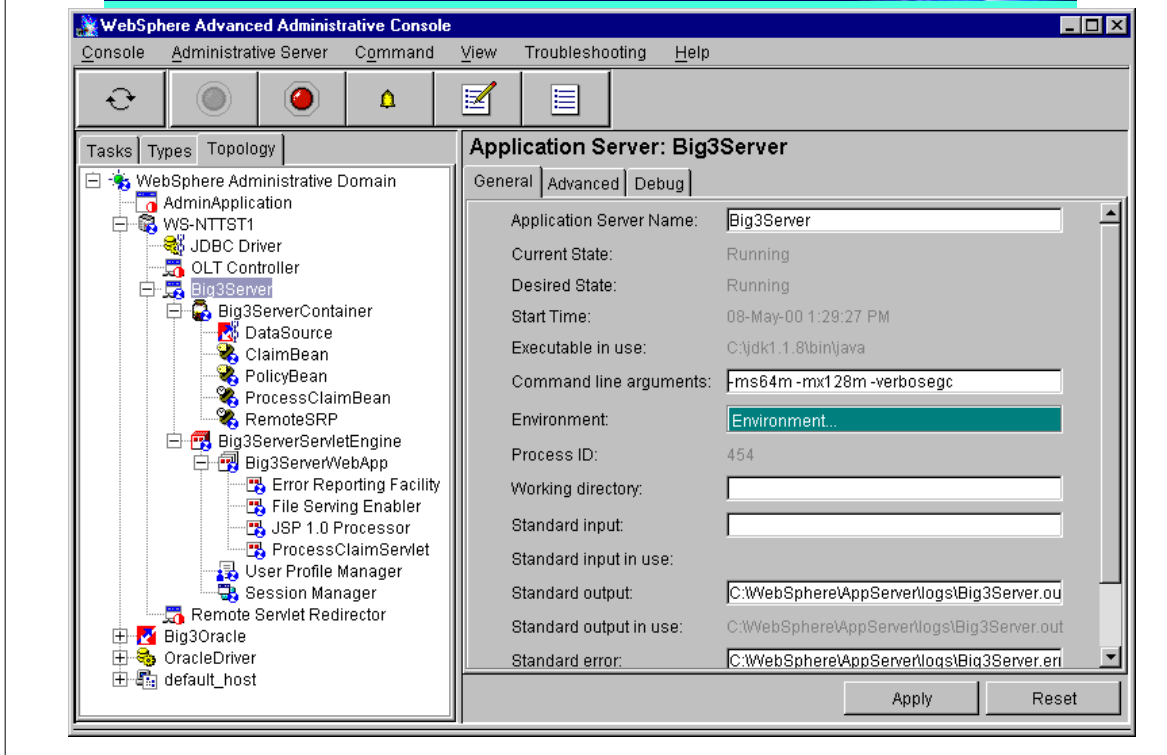 WebSphere Advanced Administrative Console
Console Administrative Server Command View Troubleshooting Help
Tasks Types Topology
WebSphere Administrative Domain
AdminApplication
WS-NTTST1
JDBC Driver
OLT Controller
Big3Server
Big3ServerContainer
DataSource
ClaimBean
PolicyBean
ProcessClaimBean
RemoteSRP
Big3ServerServletEngine
Big3ServerWebApp
Error Reporting Facility
File Serving Enabler
JSP 1.0 Processor
ProcessClaimServlet
User Profile Manager
Session Manager
Remote Servlet Redirector
Big3Oracle
OracleDriver
default_host
Application Server: Big3Server
General Advanced Debug
Application Server Name: Big3Server
Current State: Running
Desired State: Running
Start Time: 08-May-00 1:29:27 PM
Executable in use: C:\jdk1.1.8\bin\java
Command line arguments: -ms64m -mx128m -verbosegc
Environment: Environment...
Process ID: 454
Working directory:
Standard input:
Standard input in use:
Standard output: C:\WebSphere\AppServer\logs\Big3Server.ou
Standard output in use: C:\WebSphere\AppServer\logs\Big3Server.out
Standard error: C:\WebSphere\AppServer\logs\Big3Server.err
Apply Reset